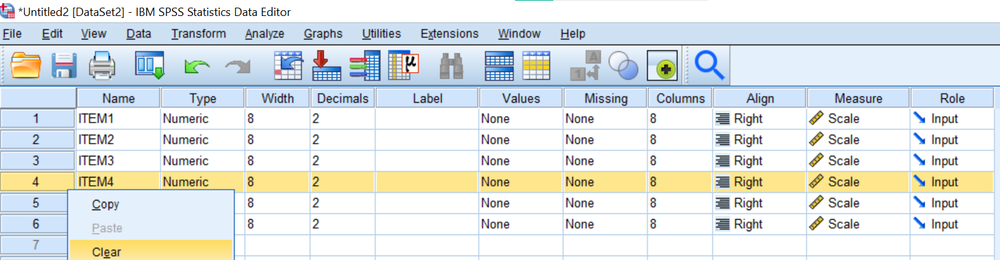 *Untitled2 [DataSet2] - IBM SPSS Statistics Data Editor
File Edit View Data Transform Analyze Graphs Utilities Extensions Window Help
Name Type Width Decimals Label Values Missing Columns Align Measure Role
1 ITEM1 Numeric 8 2 None None 8 Right Scale Input
2 ITEM2 Numeric 8 2 None None 8 Right Scale Input
3 ITEM3 Numeric 8 2 None None 8 Right Scale Input
4 ITEM4 Numeric 8 2 None None 8 Right Scale Input
5 Copy 8 2 None None 8 Right Scale Input
6 Paste 8 2 None None 8 Right Scale Input
7 Clear